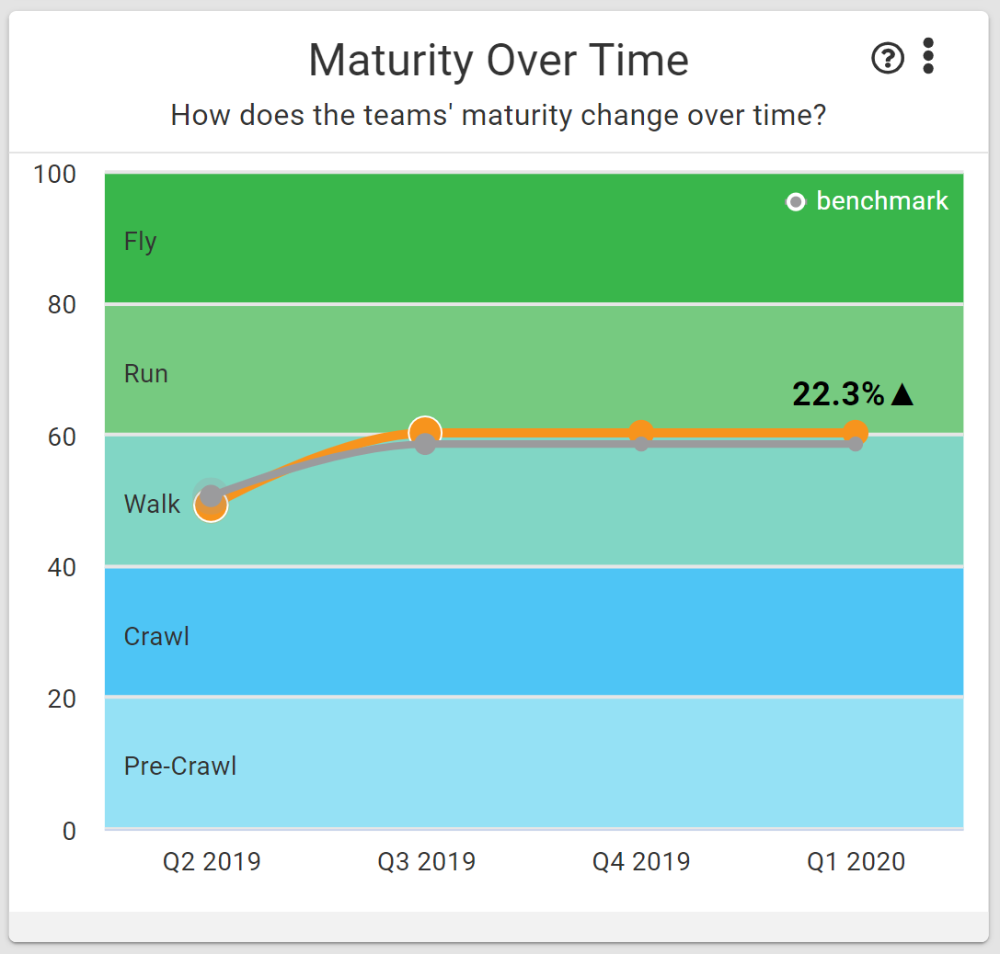 Maturity Over Time
How does the teams' maturity change over time?
100
benchmark
Fly
80
Run
22.3% ▲
60
Walk
40
Crawl
20
Pre-Crawl
0
Q2 2019 Q3 2019 Q4 2019 Q1 2020